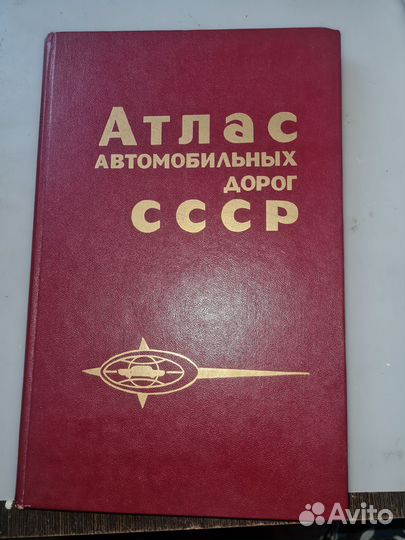 Атлас
автомобильных
дорог
СССР
Avito